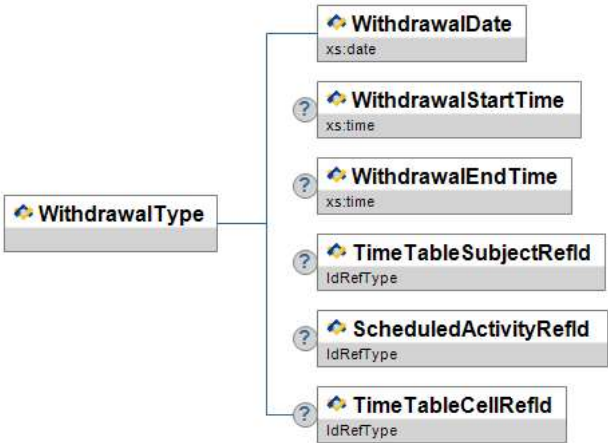 WithdrawalDate
xs:date
? WithdrawalStartTime
xs:time
? WithdrawalEndTime
xs:time
WithdrawalType
? TimeTableSubjectRefId
IdRefType
? ScheduledActivityRefId
IdRefType
? TimeTableCellRefId
IdRefType